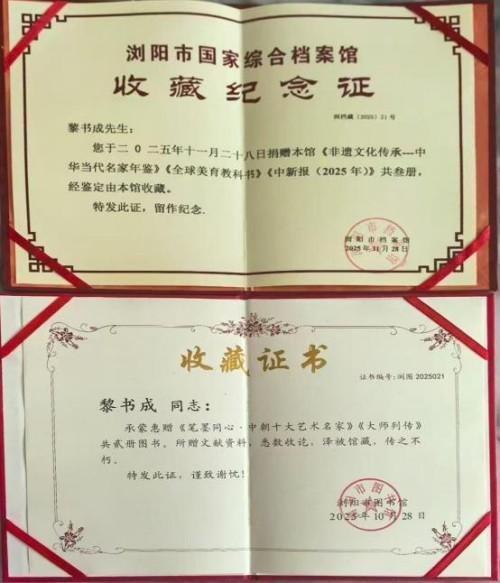 浏阳市国家综合档案馆
收藏纪念证
浏档藏（2025）21号
黎书成先生：
您于二０二五年十一月二十八日捐赠本馆《非遗文化传承---中
华当代名家年鉴》《全球美育教科书》《中新报（2025年）》共叁册，
经鉴定由本馆收藏。
特发此证，留作纪念.
浏阳市档案馆
2025年11月28日
收藏证书
证书编号:浏图2025021
黎书成 同志：
承蒙惠赠《笔墨同心·中朝十大艺术名家》《大师列传》
共贰册图书。所赠文献资料，悉数收讫，泽被馆藏，传之不
朽。
特发此证，谨致谢忱！
浏阳市图书馆
2025年10月28日